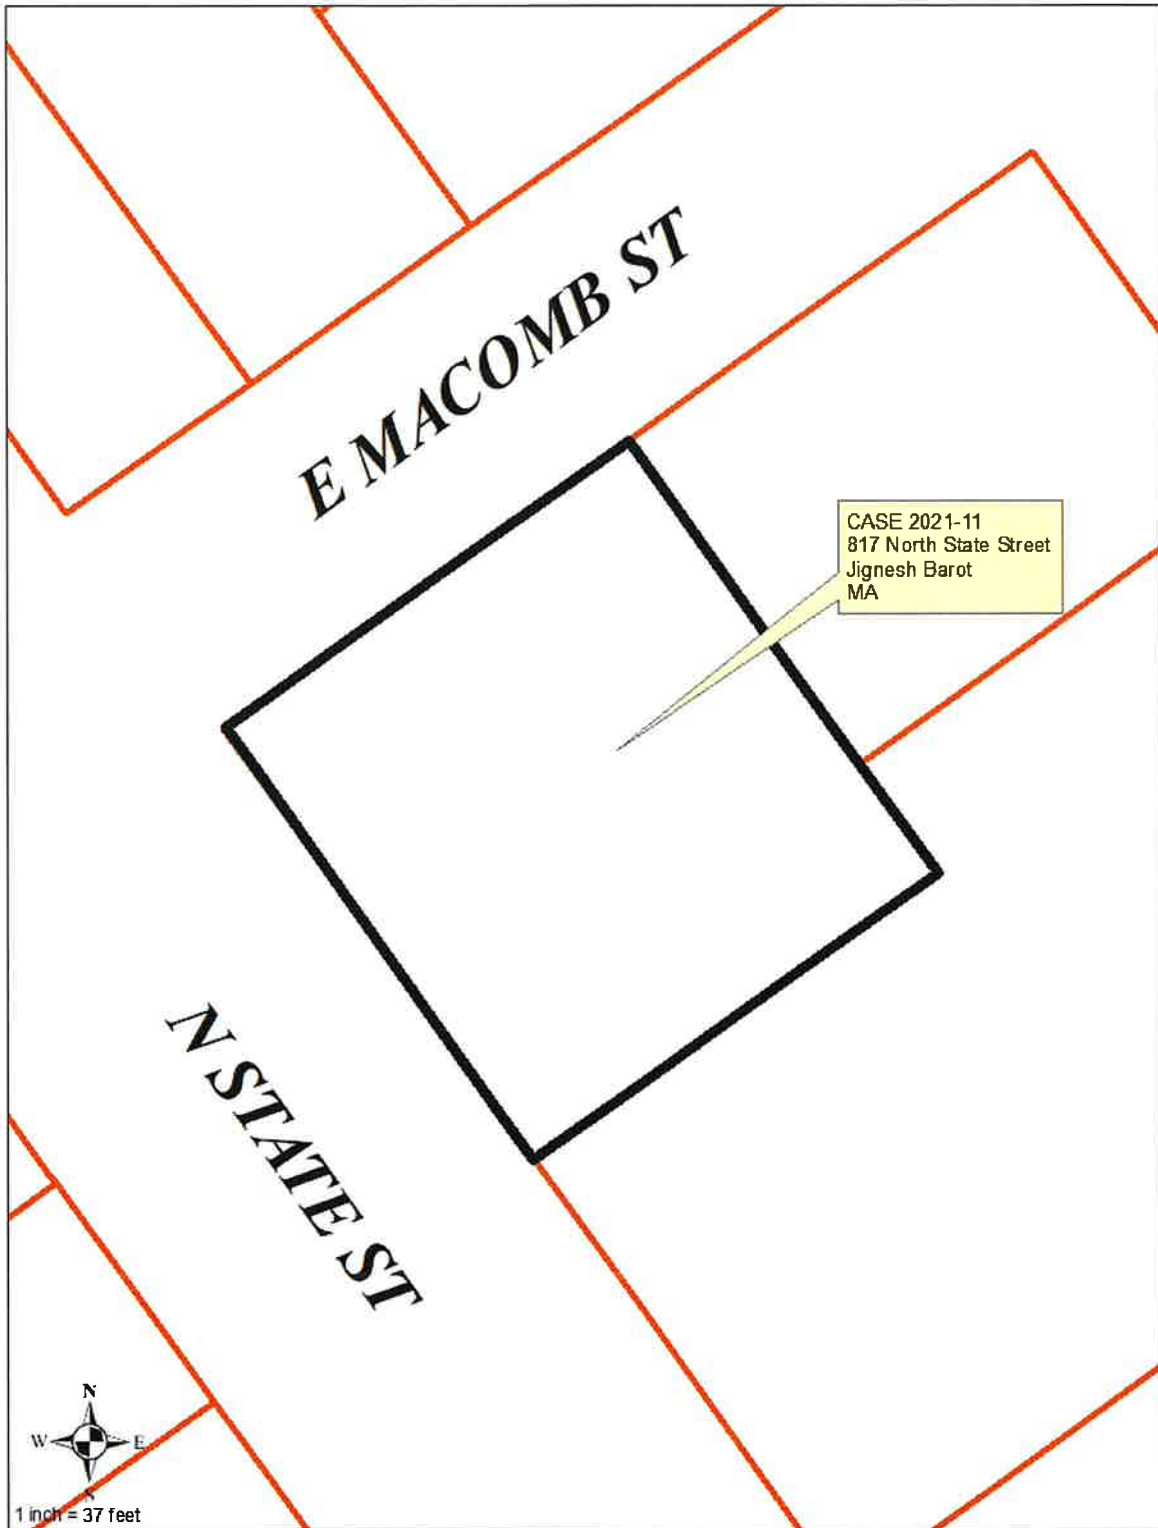 E MACOMB ST
CASE 2021-11
817 North State Street
Jignesh Barot
MA
N STATE ST
N
W E
S
1 inch = 37 feet